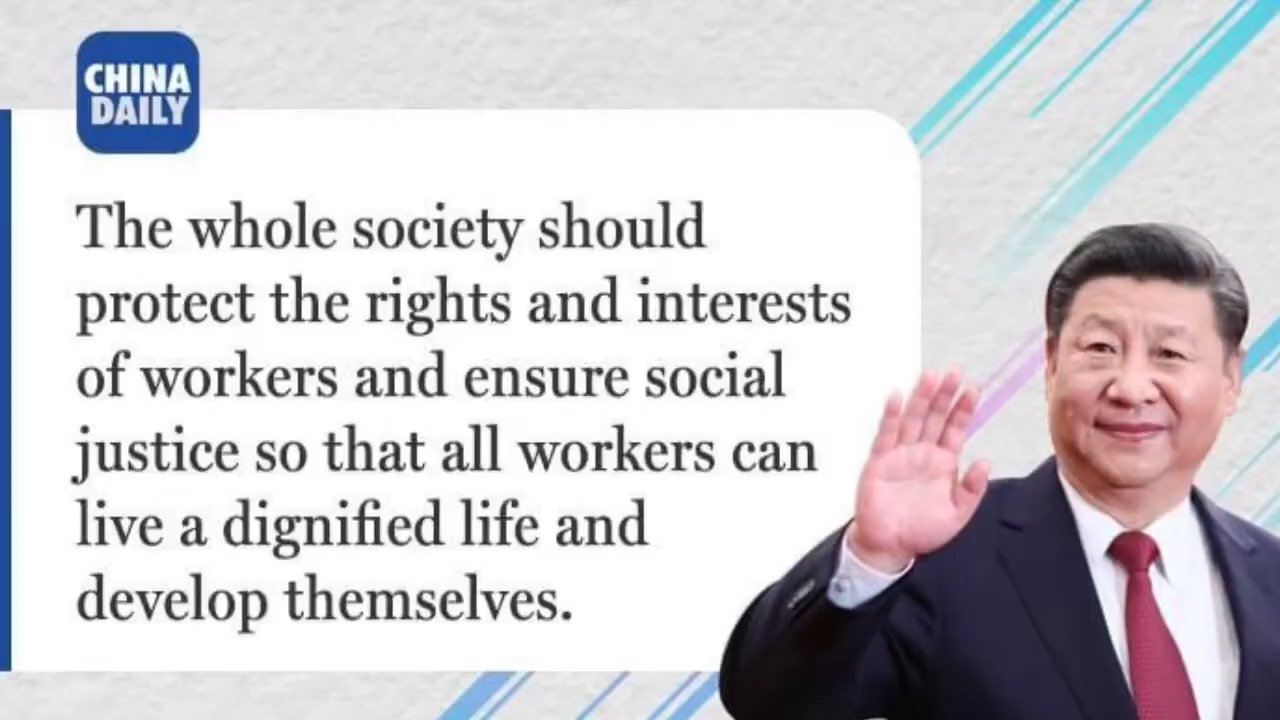 CHINA
DAILY
The whole society should
protect the rights and interests
of workers and ensure social
justice so that all workers can
live a dignified life and
develop themselves.